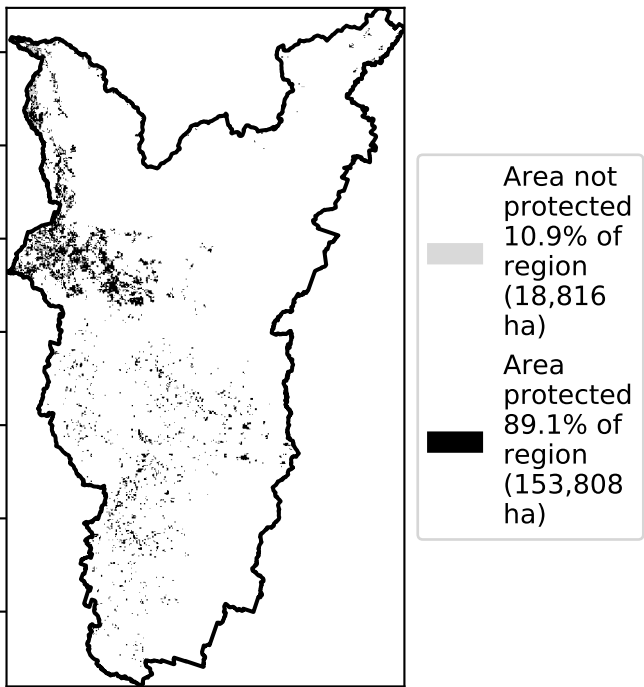 Area not
protected
10.9% of
region
(18,816
ha)
Area
protected
89.1% of
region
(153,808
ha)